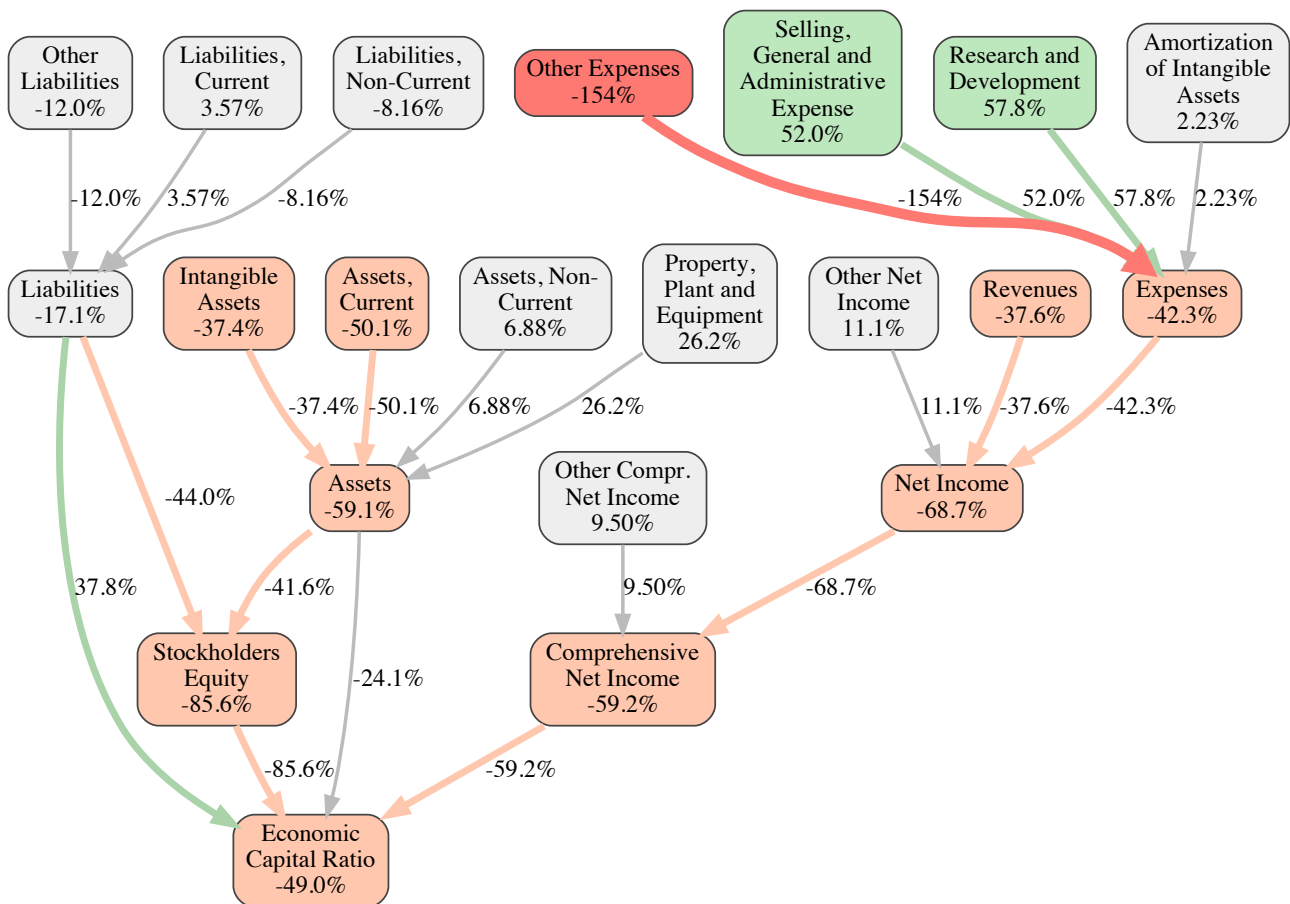 Other
Liabilities
-12.0%
Liabilities,
Current
3.57%
Liabilities,
Non-Current
-8.16%
Other Expenses
-154%
Selling,
General and
Administrative
Expense
52.0%
Research and
Development
57.8%
Amortization
of Intangible
Assets
2.23%
-12.0%
3.57%
-8.16%
-154%
52.0%
57.8%
2.23%
Liabilities
-17.1%
Intangible
Assets
-37.4%
Assets,
Current
-50.1%
Assets, Non-
Current
6.88%
Property,
Plant and
Equipment
26.2%
Other Net
Income
11.1%
Revenues
-37.6%
Expenses
-42.3%
-37.4%
-50.1%
6.88%
26.2%
11.1%
-37.6%
-42.3%
-44.0%
Assets
-59.1%
Other Compr.
Net Income
9.50%
Net Income
-68.7%
37.8%
-41.6%
9.50%
-68.7%
Stockholders
Equity
-85.6%
-24.1%
Comprehensive
Net Income
-59.2%
-85.6%
-59.2%
Economic
Capital Ratio
-49.0%